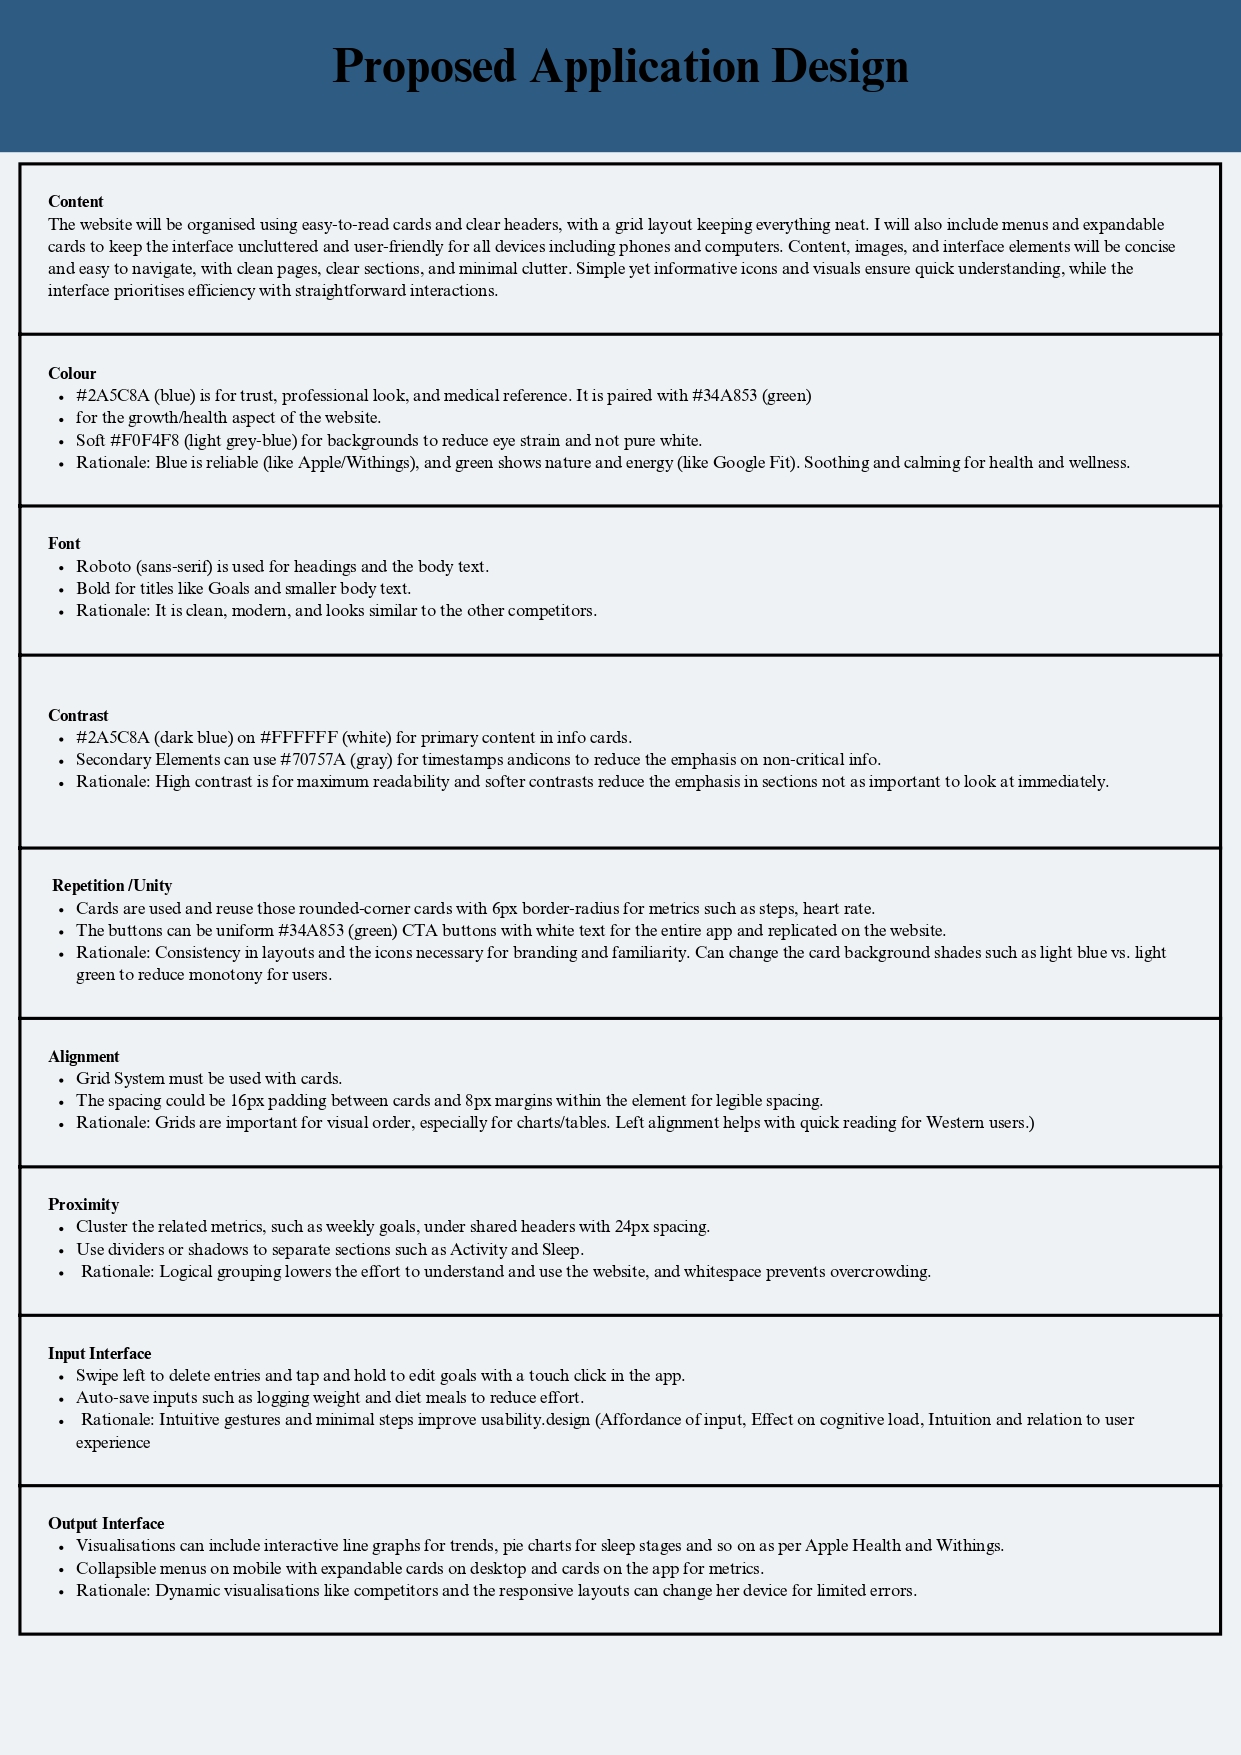 Proposed Application Design
Content
The website will be organised using easy-to-read cards and clear headers, with a grid layout keeping everything neat. I will also include menus and expandable
cards to keep the interface uncluttered and user-friendly for all devices including phones and computers. Content, images, and interface elements will be concise
and easy to navigate, with clean pages, clear sections, and minimal clutter. Simple yet informative icons and visuals ensure quick understanding, while the
interface prioritises efficiency with straightforward interactions.
Colour
• #2A5C8A (blue) is for trust, professional look, and medical reference. It is paired with #34A853 (green)
• for the growth/health aspect of the website.
• Soft #F0F4F8 (light grey-blue) for backgrounds to reduce eye strain and not pure white.
• Rationale: Blue is reliable (like Apple/Withings), and green shows nature and energy (like Google Fit). Soothing and calming for health and wellness.
Font
• Roboto (sans-serif) is used for headings and the body text.
• Bold for titles like Goals and smaller body text.
• Rationale: It is clean, modern, and looks similar to the other competitors.
Contrast
• #2A5C8A (dark blue) on #FFFFFF (white) for primary content in info cards.
• Secondary Elements can use #70757A (gray) for timestamps andicons to reduce the emphasis on non-critical info.
• Rationale: High contrast is for maximum readability and softer contrasts reduce the emphasis in sections not as important to look at immediately.
Repetition /Unity
• Cards are used and reuse those rounded-corner cards with 6px border-radius for metrics such as steps, heart rate.
• The buttons can be uniform #34A853 (green) CTA buttons with white text for the entire app and replicated on the website.
• Rationale: Consistency in layouts and the icons necessary for branding and familiarity. Can change the card background shades such as light blue vs. light
green to reduce monotony for users.
Alignment
• Grid System must be used with cards.
• The spacing could be 16px padding between cards and 8px margins within the element for legible spacing.
• Rationale: Grids are important for visual order, especially for charts/tables. Left alignment helps with quick reading for Western users.)
Proximity
• Cluster the related metrics, such as weekly goals, under shared headers with 24px spacing.
• Use dividers or shadows to separate sections such as Activity and Sleep.
• Rationale: Logical grouping lowers the effort to understand and use the website, and whitespace prevents overcrowding.
Input Interface
• Swipe left to delete entries and tap and hold to edit goals with a touch click in the app.
• Auto-save inputs such as logging weight and diet meals to reduce effort.
• Rationale: Intuitive gestures and minimal steps improve usability.design (Affordance of input, Effect on cognitive load, Intuition and relation to user
experience
Output Interface
• Visualisations can include interactive line graphs for trends, pie charts for sleep stages and so on as per Apple Health and Withings.
• Collapsible menus on mobile with expandable cards on desktop and cards on the app for metrics.
• Rationale: Dynamic visualisations like competitors and the responsive layouts can change her device for limited errors.